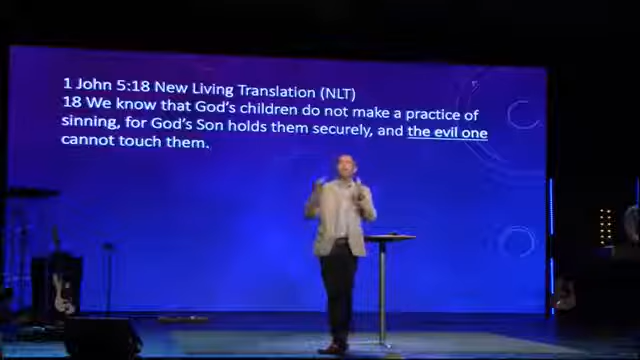 1 John 5:18 New Living Translation (NLT)
18 We know that God's children do not make a practice of
sinning, for God's Son holds them securely, and the evil one
cannot touch them.